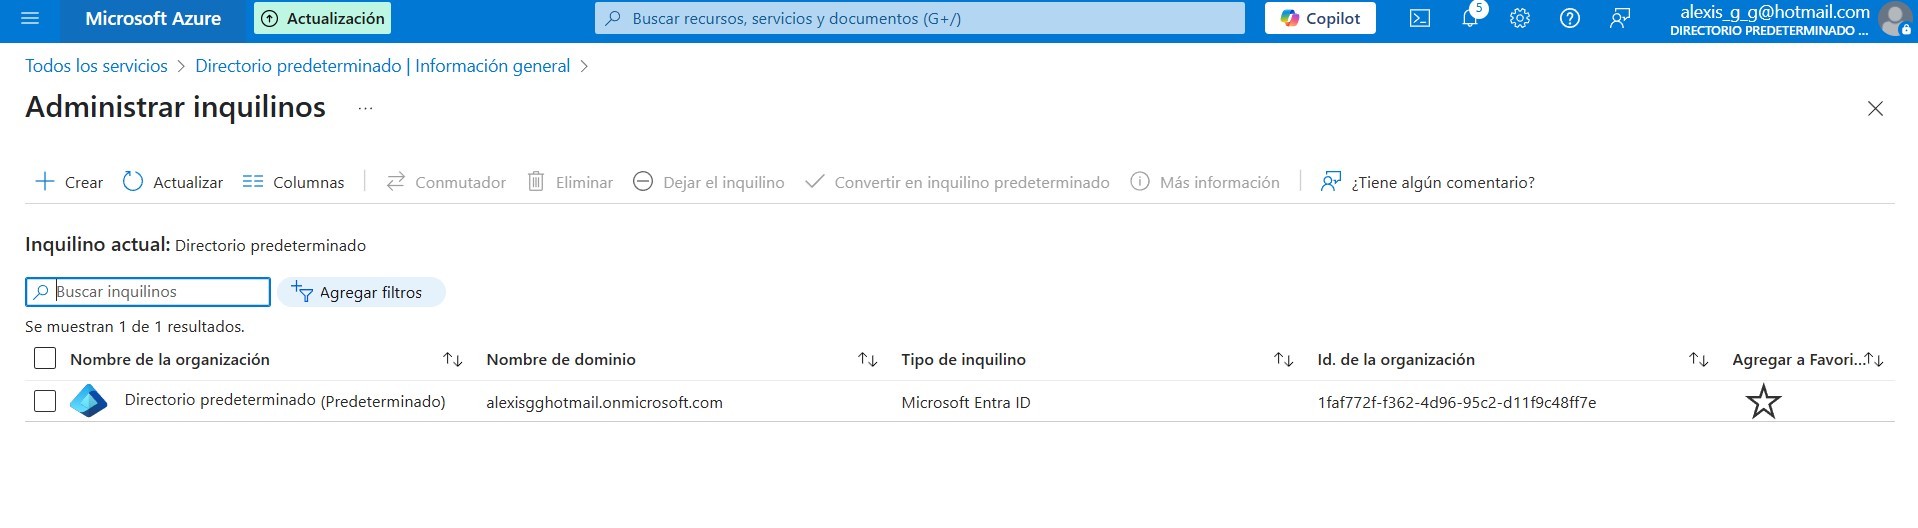 Microsoft Azure
Actualización
Buscar recursos, servicios y documentos (G+/)
Copilot
5
alexis_g_g@hotmail.com
DIRECTORIO PREDETERMINADO ...
Todos los servicios > Directorio predeterminado | Información general >
Administrar inquilinos ...
Crear Actualizar Columnas Conmutador Eliminar Dejar el inquilino Convertir en inquilino predeterminado Más información ¿Tiene algún comentario?
Inquilino actual: Directorio predeterminado
Buscar inquilinos Agregar filtros
Se muestran 1 de 1 resultados.
Nombre de la organización Nombre de dominio Tipo de inquilino Id. de la organización Agregar a Favori...
Directorio predeterminado (Predeterminado) alexisgghotmail.onmicrosoft.com Microsoft Entra ID 1faf772f-f362-4d96-95c2-d11f9c48ff7e